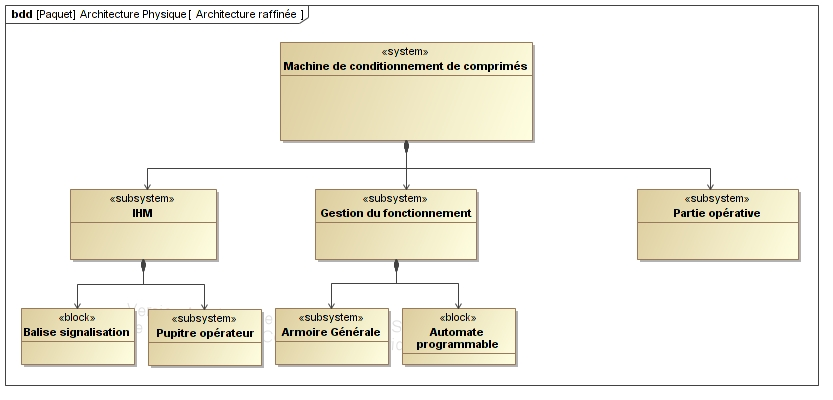 bdd [Paquet] Architecture Physique [ Architecture raffinée ]
«system»
Machine de conditionnement de comprimés
«subsystem»
IHM
«subsystem»
Gestion du fonctionnement
«subsystem»
Partie opérative
«block»
Balise signalisation
«subsystem»
Pupitre opérateur
«subsystem»
Armoire Générale
«block»
Automate
programmable